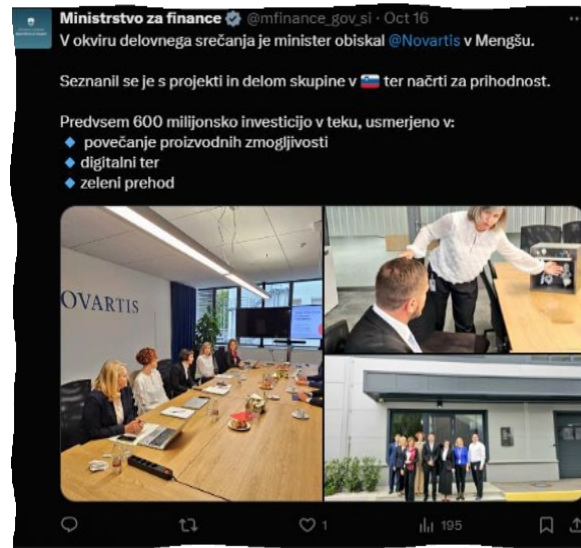 Ministrstvo za finance @mfinance_gov_si · Oct 16
V okviru delovnega srečanja je minister obiskal @Novartis v Mengšu.
Seznanil se je s projekti in delom skupine v 🇸🇮 ter načrti za prihodnost.
Predvsem 600 milijonsko investicijo v teku, usmerjeno v:
🔹 povečanje proizvodnih zmogljivosti
🔹 digitalni ter
🔹 zeleni prehod
OVARTIS
1
195